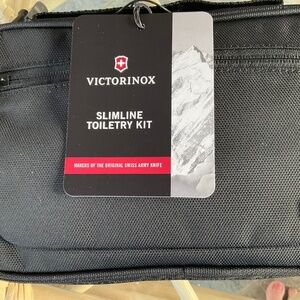 VICTORINOX
SLIMLINE
TOILETRY KIT
MAKERS OF THE ORIGINAL SWISS ARMY KNIFE